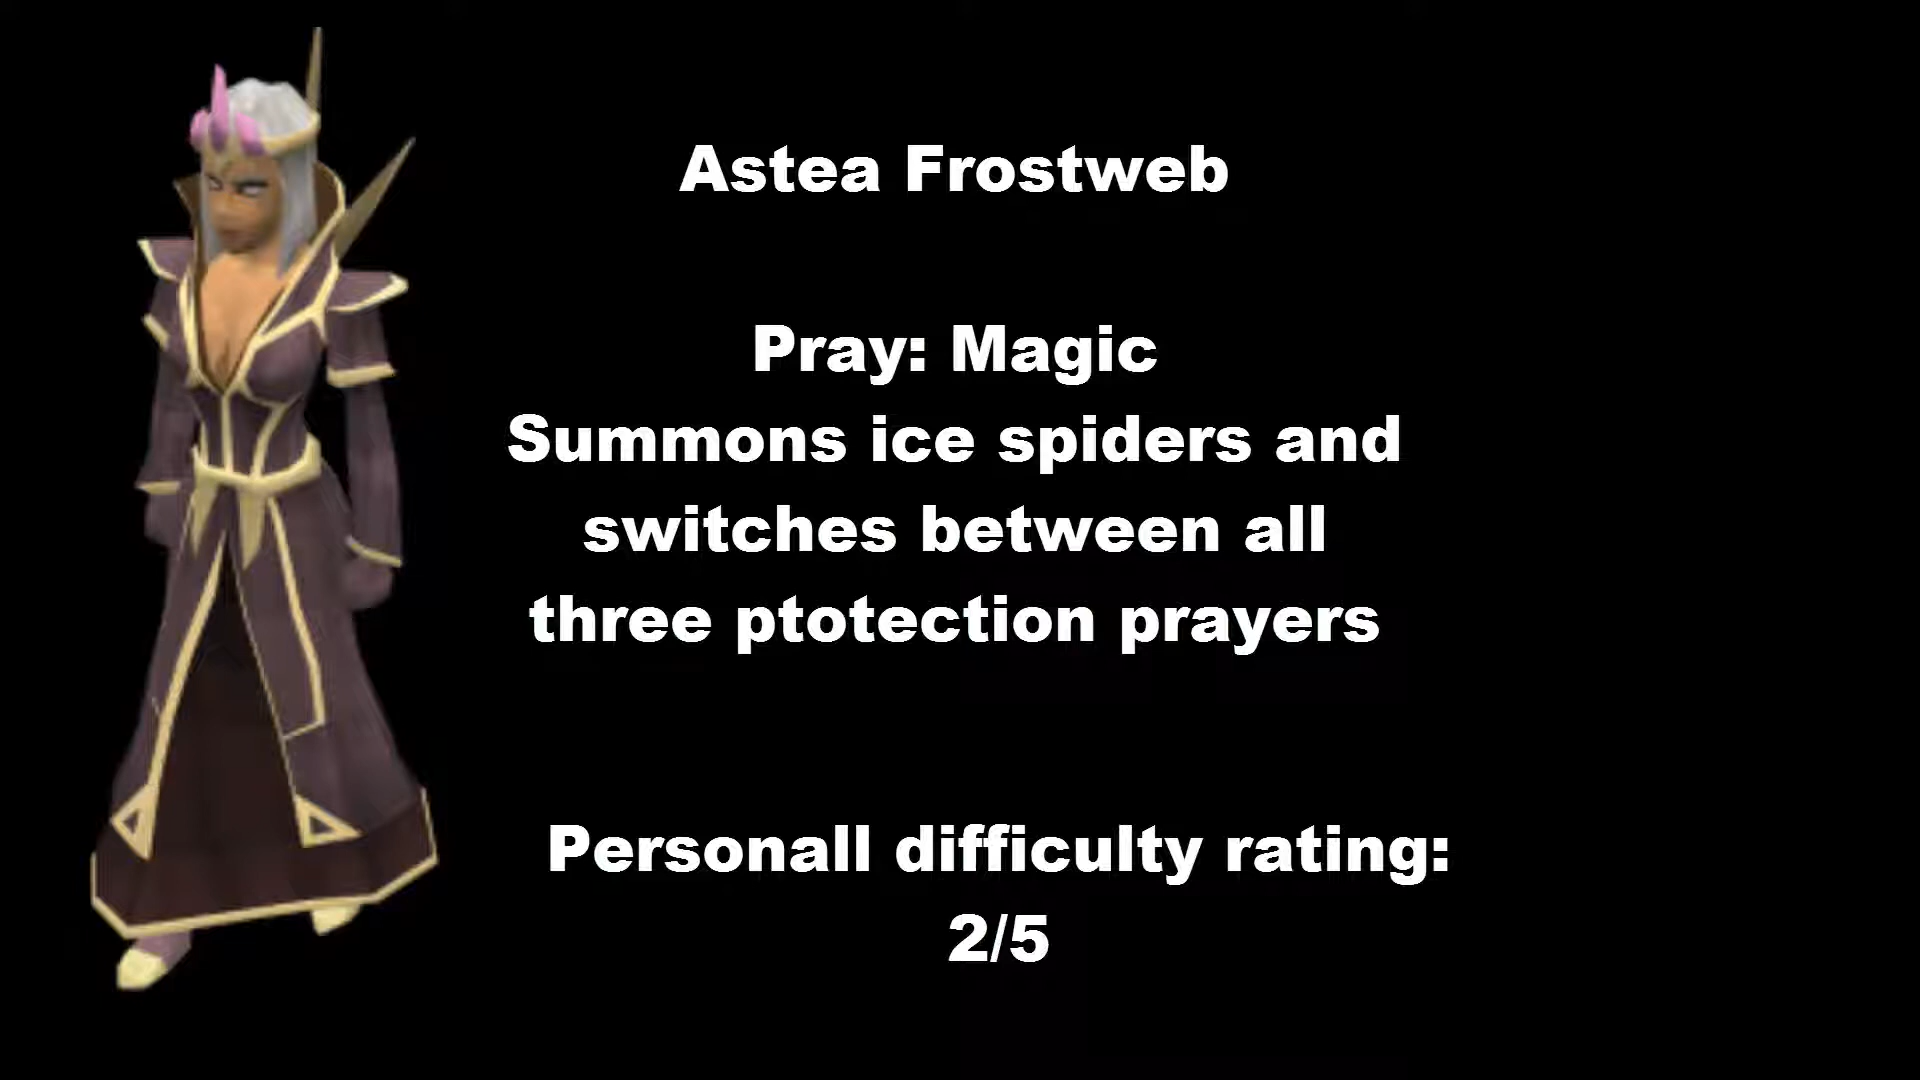 Astea Frostweb
Pray: Magic
Summons ice spiders and
switches between all
three ptotection prayers
Personall difficulty rating:
2/5